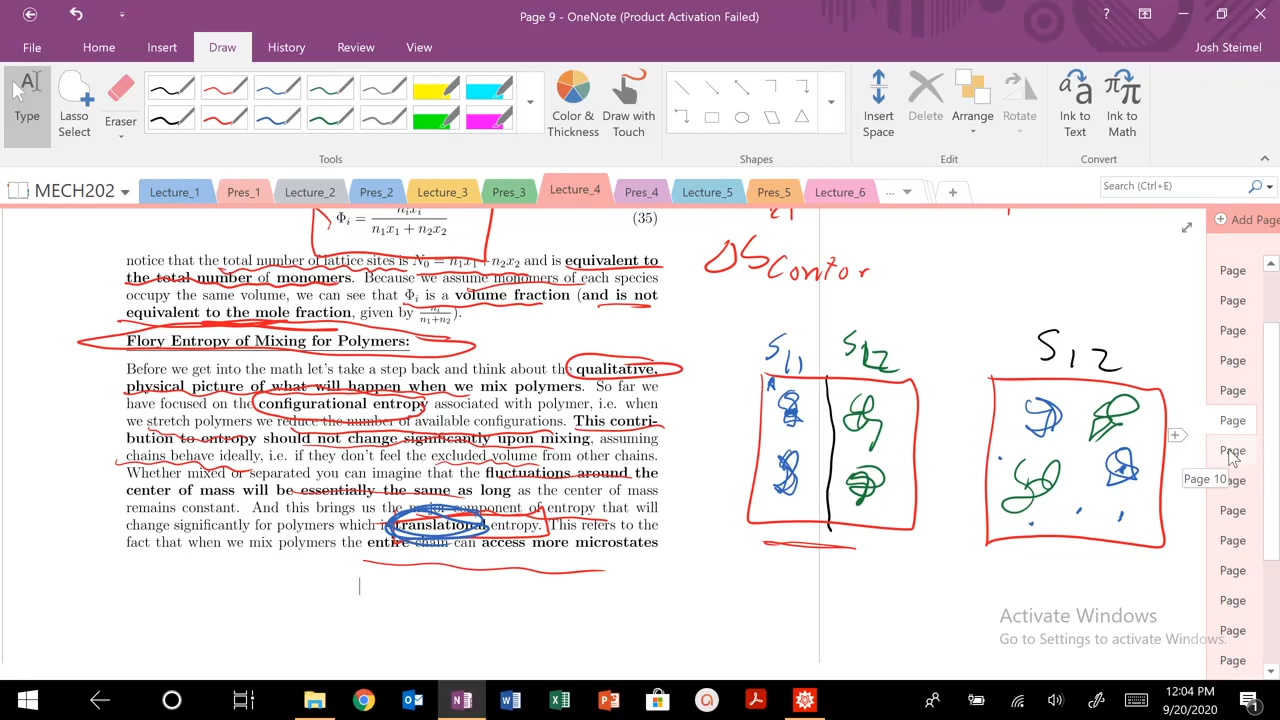 Page 9 - OneNote (Product Activation Failed)
?
File
Home
Insert
Draw
History
Review
View
Josh Steimel
Type
Lasso
Select
Eraser
Color &
Thickness
Draw with
Touch
Insert
Space
Delete
Arrange
Rotate
Ink to
Text
Ink to
Math
Tools
Shapes
Edit
Convert
MECH202
Lecture_1
Pres_1
Lecture_2
Pres_2
Lecture_3
Pres_3
Lecture_4
Pres_4
Lecture_5
Pres_5
Lecture_6
...
Search (Ctrl+E)
Add Page
Φi = nixi / n1x1 + n2x2 (35)
notice that the total number of lattice sites is N0 = n1x1 + n2x2 and is equivalent to
the total number of monomers. Because we assume monomers of each species
occupy the same volume, we can see that Φi is a volume fraction (and is not
equivalent to the mole fraction, given by ni / n1+n2).
Flory Entropy of Mixing for Polymers:
Before we get into the math let's take a step back and think about the qualitative,
physical picture of what will happen when we mix polymers. So far we
have focused on the configurational entropy associated with polymer, i.e. when
we stretch polymers we reduce the number of available configurations. This contri-
bution to entropy should not change significantly upon mixing, assuming
chains behave ideally, i.e. if they don't feel the excluded volume from other chains.
Whether mixed or separated you can imagine that the fluctuations around the
center of mass will be essentially the same as long as the center of mass
remains constant. And this brings us the major component of entropy that will
change significantly for polymers which is translational entropy. This refers to the
fact that when we mix polymers the entire chain can access more microstates
ΔSconfor
S11
S12
S12
Page
Page
Page
Page
Page
Page
Page
Page
Page
Page
Page
Page
Page
Page
Page 10
Activate Windows
Go to Settings to activate Windows.
12:04 PM
9/20/2020
1